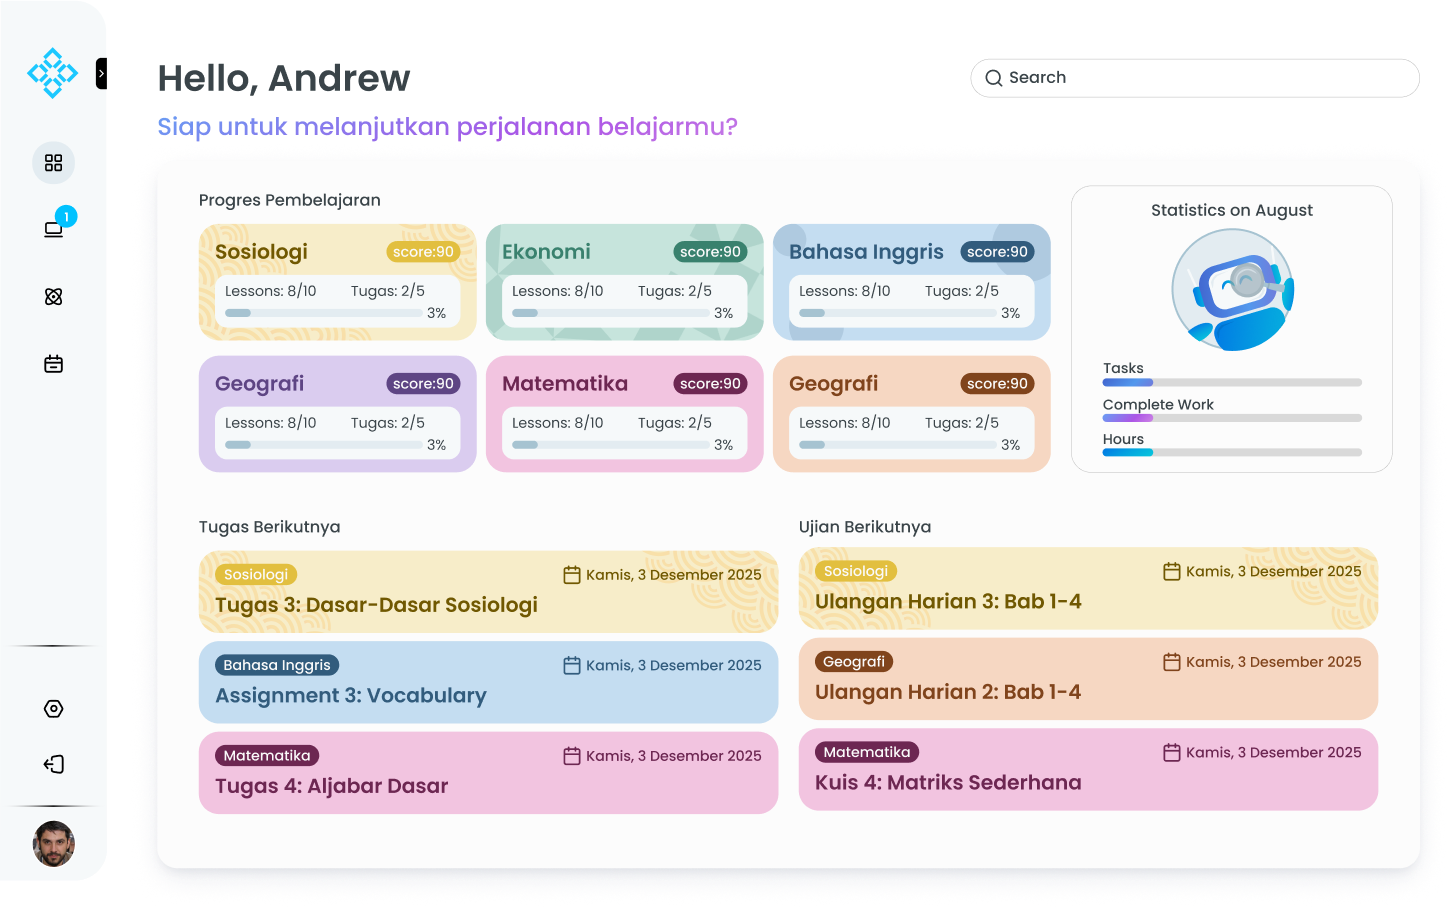 Hello, Andrew
Search
Siap untuk melanjutkan perjalanan belajarmu?
1
Progres Pembelajaran
Sosiologi score:90
Lessons: 8/10 Tugas: 2/5
3%
Ekonomi score:90
Lessons: 8/10 Tugas: 2/5
3%
Bahasa Inggris score:90
Lessons: 8/10 Tugas: 2/5
3%
Geografi score:90
Lessons: 8/10 Tugas: 2/5
3%
Matematika score:90
Lessons: 8/10 Tugas: 2/5
3%
Geografi score:90
Lessons: 8/10 Tugas: 2/5
3%
Statistics on August
Tasks
Complete Work
Hours
Tugas Berikutnya
Sosiologi Kamis, 3 Desember 2025
Tugas 3: Dasar-Dasar Sosiologi
Bahasa Inggris Kamis, 3 Desember 2025
Assignment 3: Vocabulary
Matematika Kamis, 3 Desember 2025
Tugas 4: Aljabar Dasar
Ujian Berikutnya
Sosiologi Kamis, 3 Desember 2025
Ulangan Harian 3: Bab 1-4
Geografi Kamis, 3 Desember 2025
Ulangan Harian 2: Bab 1-4
Matematika Kamis, 3 Desember 2025
Kuis 4: Matriks Sederhana